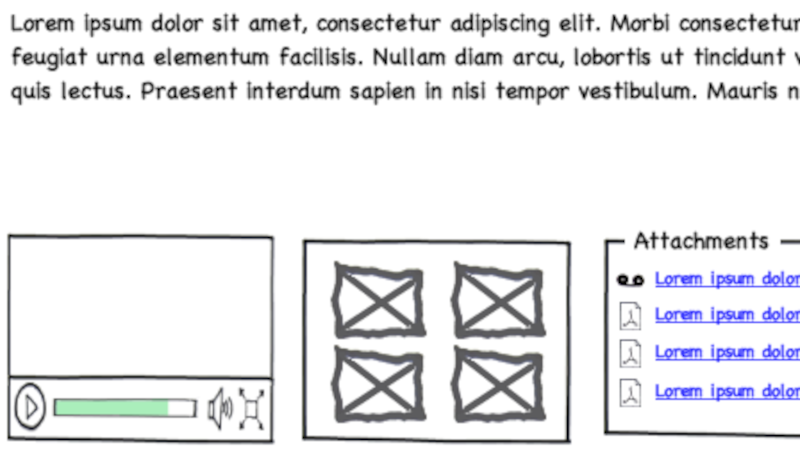 Lorem ipsum dolor sit amet, consectetur adipiscing elit. Morbi consectetur
feugiat urna elementum facilisis. Nullam diam arcu, lobortis ut tincidunt
quis lectus. Praesent interdum sapien in nisi tempor vestibulum. Mauris
Attachments
Lorem ipsum dolor
Lorem ipsum dolor
Lorem ipsum dolor
Lorem ipsum dolor